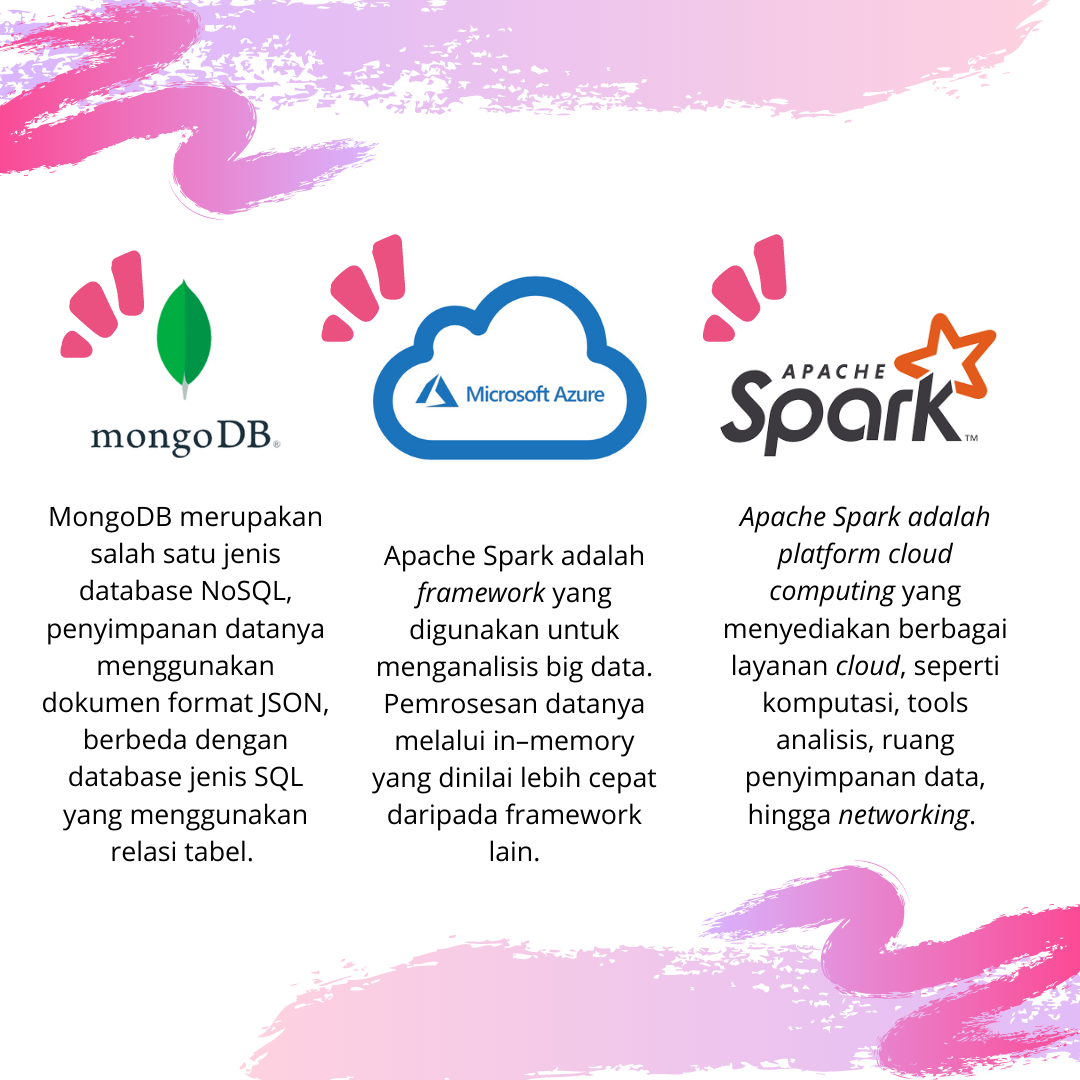 mongoDB®
MongoDB merupakan
salah satu jenis
database NoSQL,
penyimpanan datanya
menggunakan
dokumen format JSON,
berbeda dengan
database jenis SQL
yang menggunakan
relasi tabel.
Microsoft Azure
Apache Spark adalah
framework yang
digunakan untuk
menganalisis big data.
Pemrosesan datanya
melalui in–memory
yang dinilai lebih cepat
daripada framework
lain.
APACHE
Spark™
Apache Spark adalah
platform cloud
computing yang
menyediakan berbagai
layanan cloud, seperti
komputasi, tools
analisis, ruang
penyimpanan data,
hingga networking.